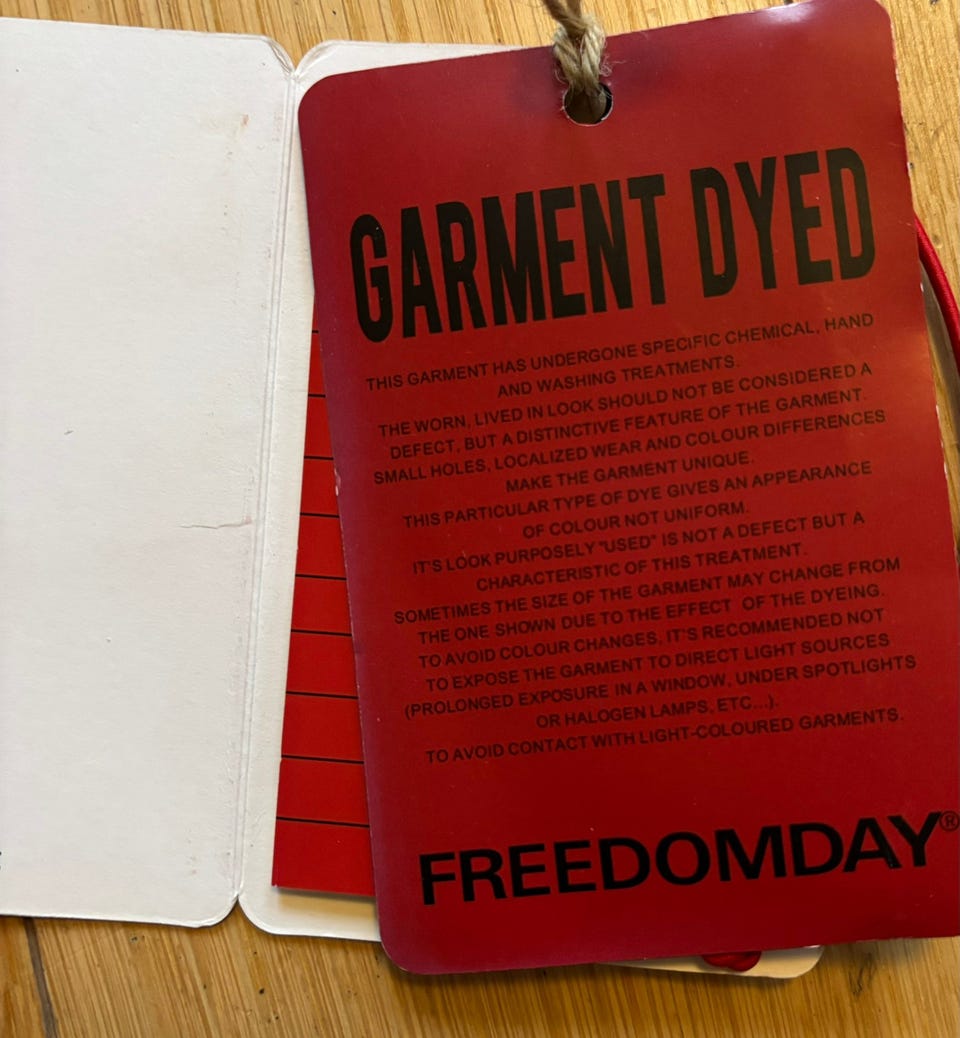 GARMENT DYED
THIS GARMENT HAS UNDERGONE SPECIFIC CHEMICAL, HAND
AND WASHING TREATMENTS.
THE WORN, LIVED IN LOOK SHOULD NOT BE CONSIDERED A
DEFECT, BUT A DISTINCTIVE FEATURE OF THE GARMENT.
SMALL HOLES, LOCALIZED WEAR AND COLOUR DIFFERENCES
MAKE THE GARMENT UNIQUE.
THIS PARTICULAR TYPE OF DYE GIVES AN APPEARANCE
OF COLOUR NOT UNIFORM.
IT'S LOOK PURPOSELY "USED" IS NOT A DEFECT BUT A
CHARACTERISTIC OF THIS TREATMENT.
SOMETIMES THE SIZE OF THE GARMENT MAY CHANGE FROM
THE ONE SHOWN DUE TO THE EFFECT OF THE DYEING.
TO AVOID COLOUR CHANGES, IT'S RECOMMENDED NOT
TO EXPOSE THE GARMENT TO DIRECT LIGHT SOURCES
(PROLONGED EXPOSURE IN A WINDOW, UNDER SPOTLIGHTS
OR HALOGEN LAMPS, ETC...).
TO AVOID CONTACT WITH LIGHT-COLOURED GARMENTS.
FREEDOMDAY®